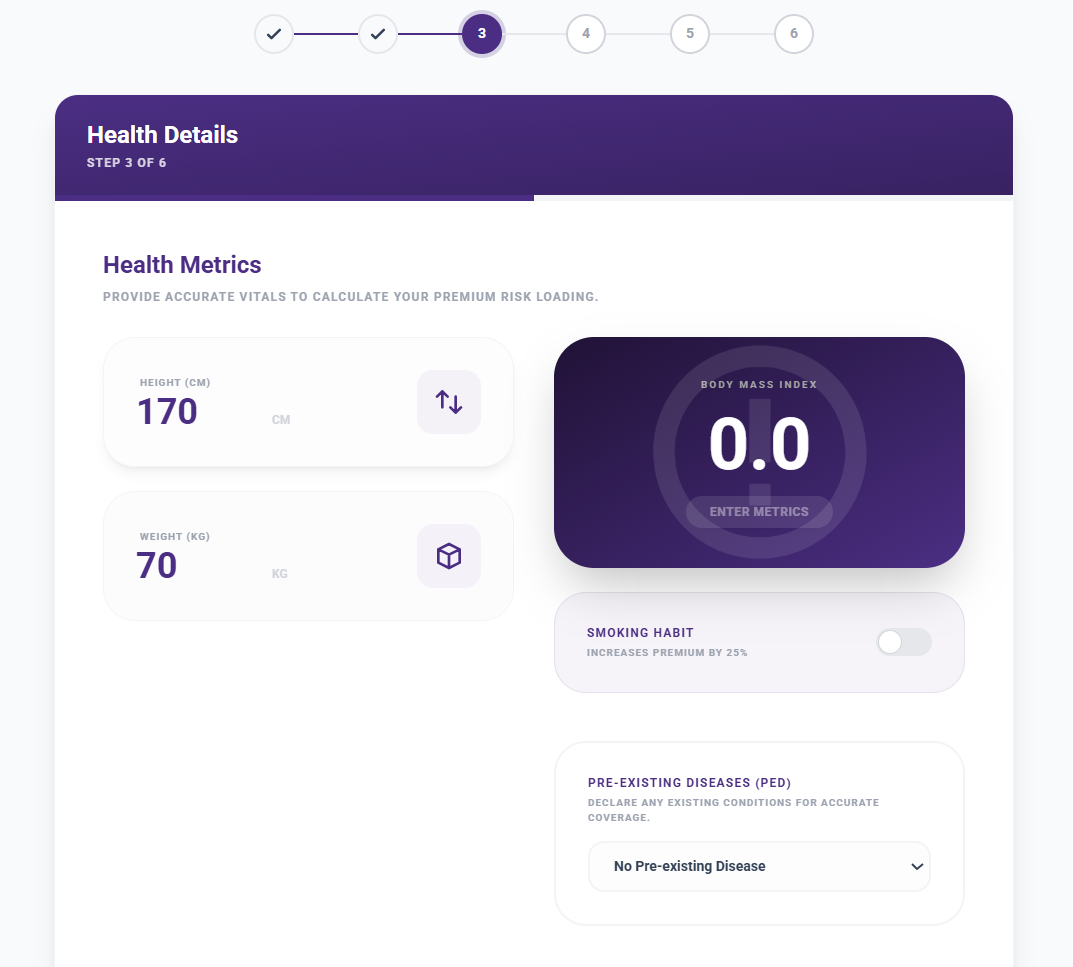 3
4
5
6
Health Details
STEP 3 OF 6
Health Metrics
PROVIDE ACCURATE VITALS TO CALCULATE YOUR PREMIUM RISK LOADING.
HEIGHT (CM)
170
CM
WEIGHT (KG)
70
KG
BODY MASS INDEX
0.0
ENTER METRICS
SMOKING HABIT
INCREASES PREMIUM BY 25%
PRE-EXISTING DISEASES (PED)
DECLARE ANY EXISTING CONDITIONS FOR ACCURATE
COVERAGE.
No Pre-existing Disease